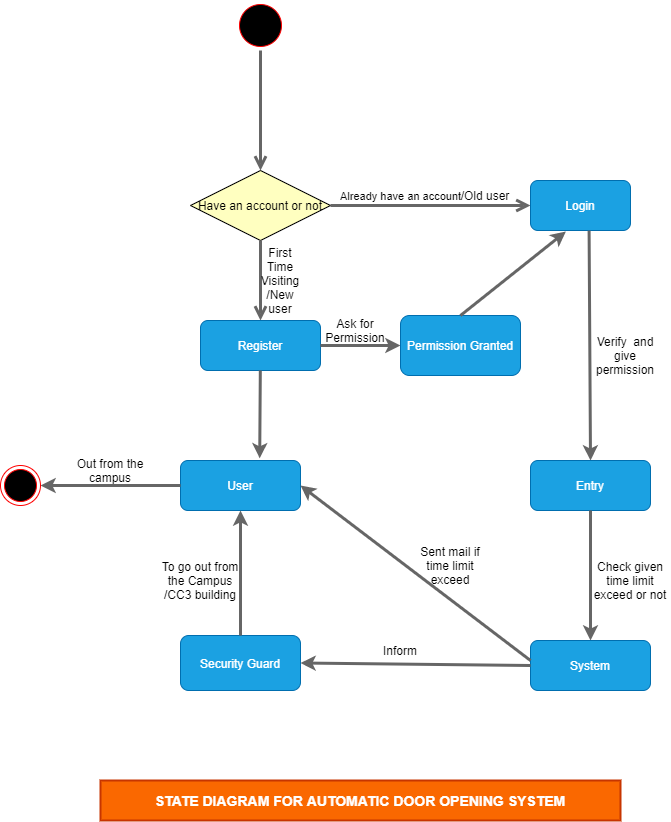 Have an account or not
Already have an account/Old user
Login
First
Time
Visiting
/New
user
Register
Ask for
Permission
Permission Granted
Verify and
give
permission
Out from the
campus
User
Entry
To go out from
the Campus
/CC3 building
Sent mail if
time limit
exceed
Check given
time limit
exceed or not
Security Guard
Inform
System
STATE DIAGRAM FOR AUTOMATIC DOOR OPENING SYSTEM